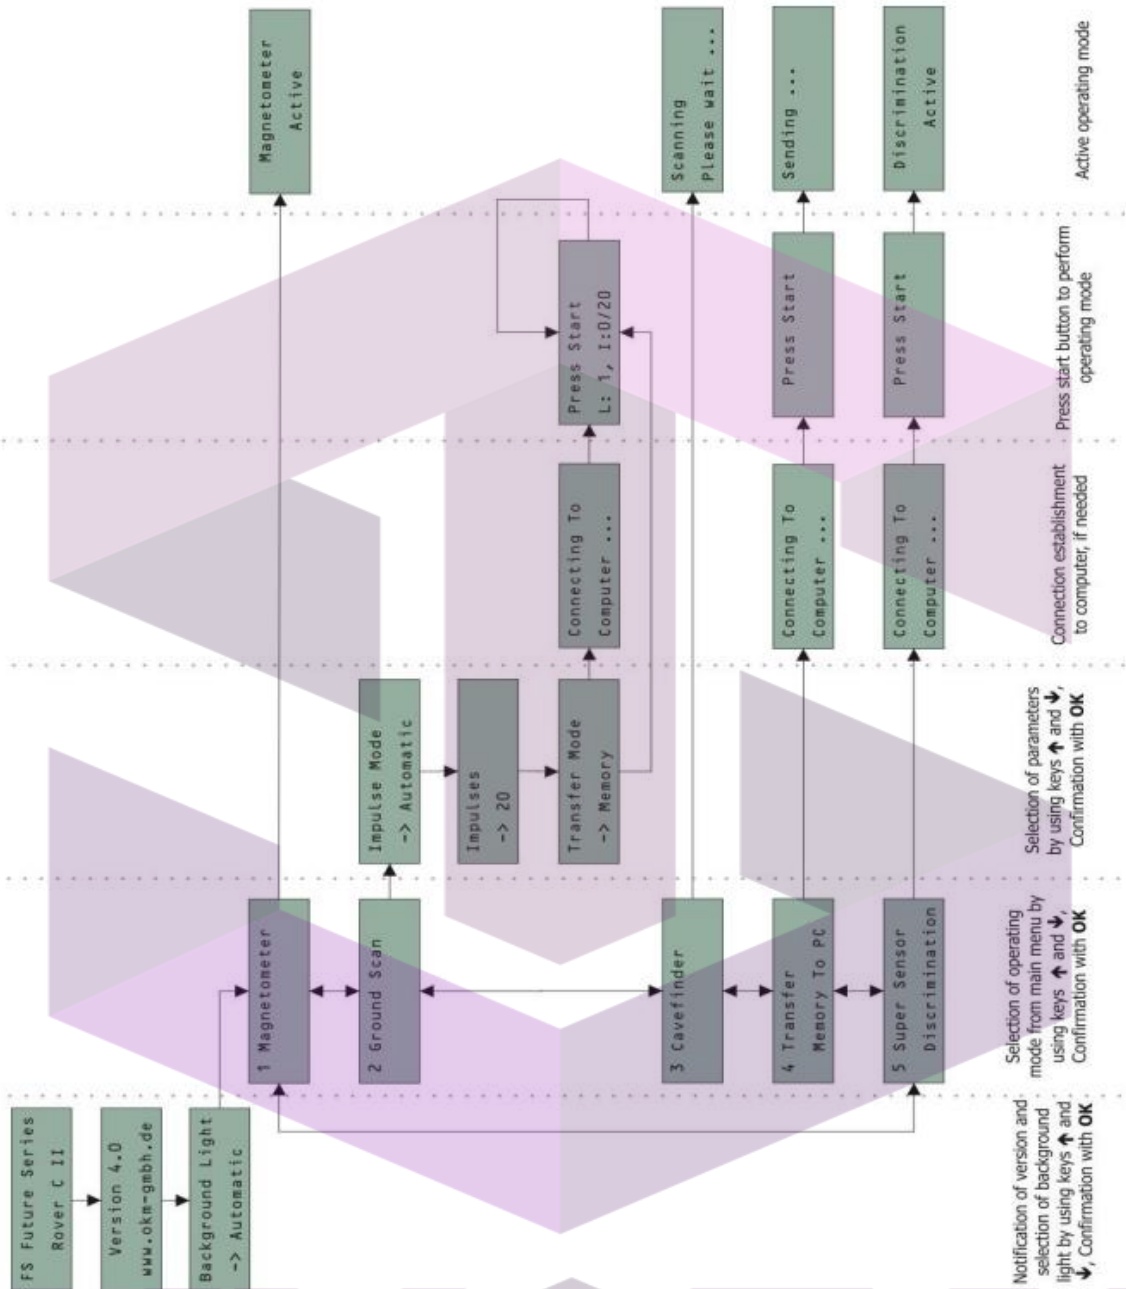 FS Future Series
Rover C II
Version 4.0
www.okm-gmbh.de
Background Light
-> Automatic
1 Magnetometer
2 Ground Scan
3 Cavefinder
4 Transfer
Memory To PC
5 Super Sensor
Discrimination
Impulse Mode
-> Automatic
Impulses
-> 20
Transfer Mode
-> Memory
Connecting To
Computer ...
Connecting To
Computer ...
Connecting To
Computer ...
Press Start
L: 1, I:0/20
Press Start
Press Start
Magnetometer
Active
Scanning
Please wait ...
Sending ...
Discrimination
Active
Notification of version and
selection of background
light by using keys ↑ and
↓, Confirmation with OK
Selection of operating
mode from main menu by
using keys ↑ and ↓,
Confirmation with OK
Selection of parameters
by using keys ↑ and ↓,
Confirmation with OK
Connection establishment
to computer, if needed
Press start button to perform
operating mode
Active operating mode